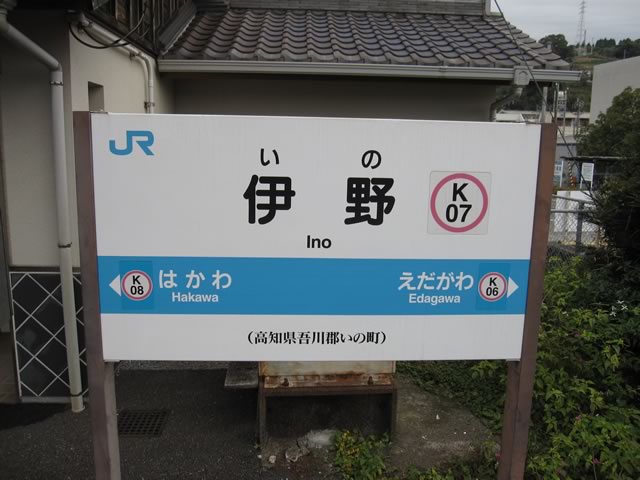 JR
いの
伊野
K
07
Ino
K
08
はかわ
Hakawa
えだがわ
Edagawa
K
06
（高知県吾川郡いの町）